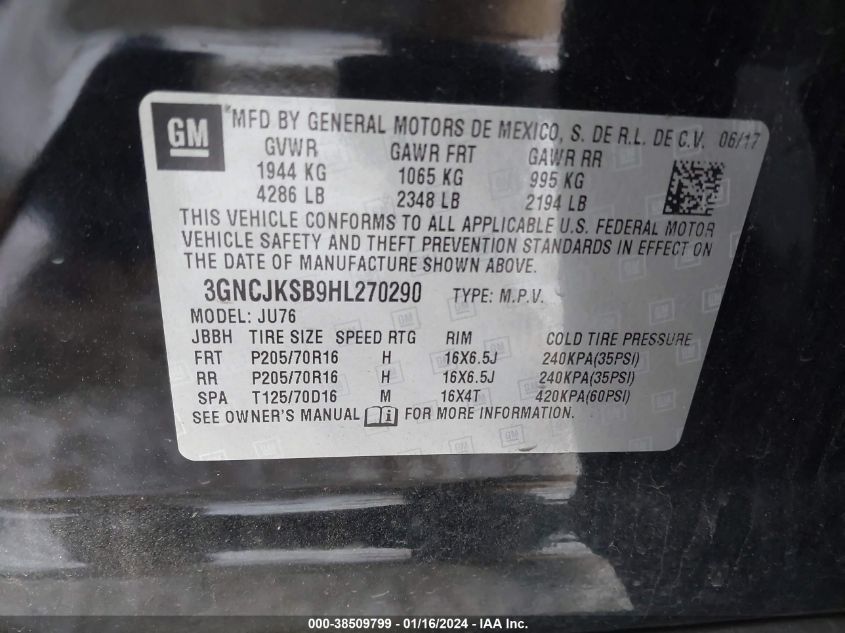 GM
*MFD BY GENERAL MOTORS DE MEXICO, S. DE R.L. DE C.V. 06/17
GVWR GAWR FRT GAWR RR
1944 KG 1065 KG 995 KG
4286 LB 2348 LB 2194 LB
THIS VEHICLE CONFORMS TO ALL APPLICABLE U.S. FEDERAL MOTOR
VEHICLE SAFETY AND THEFT PREVENTION STANDARDS IN EFFECT ON
THE DATE OF MANUFACTURE SHOWN ABOVE.
3GNCJKSB9HL270290 TYPE: M.P.V.
MODEL: JU76
JBBH TIRE SIZE SPEED RTG RIM COLD TIRE PRESSURE
FRT P205/70R16 H 16X6.5J 240KPA(35PSI)
RR P205/70R16 H 16X6.5J 240KPA(35PSI)
SPA T125/70D16 M 16X4T 420KPA(60PSI)
SEE OWNER'S MANUAL FOR MORE INFORMATION.
000-38509799 - 01/16/2024 - IAAI Inc.